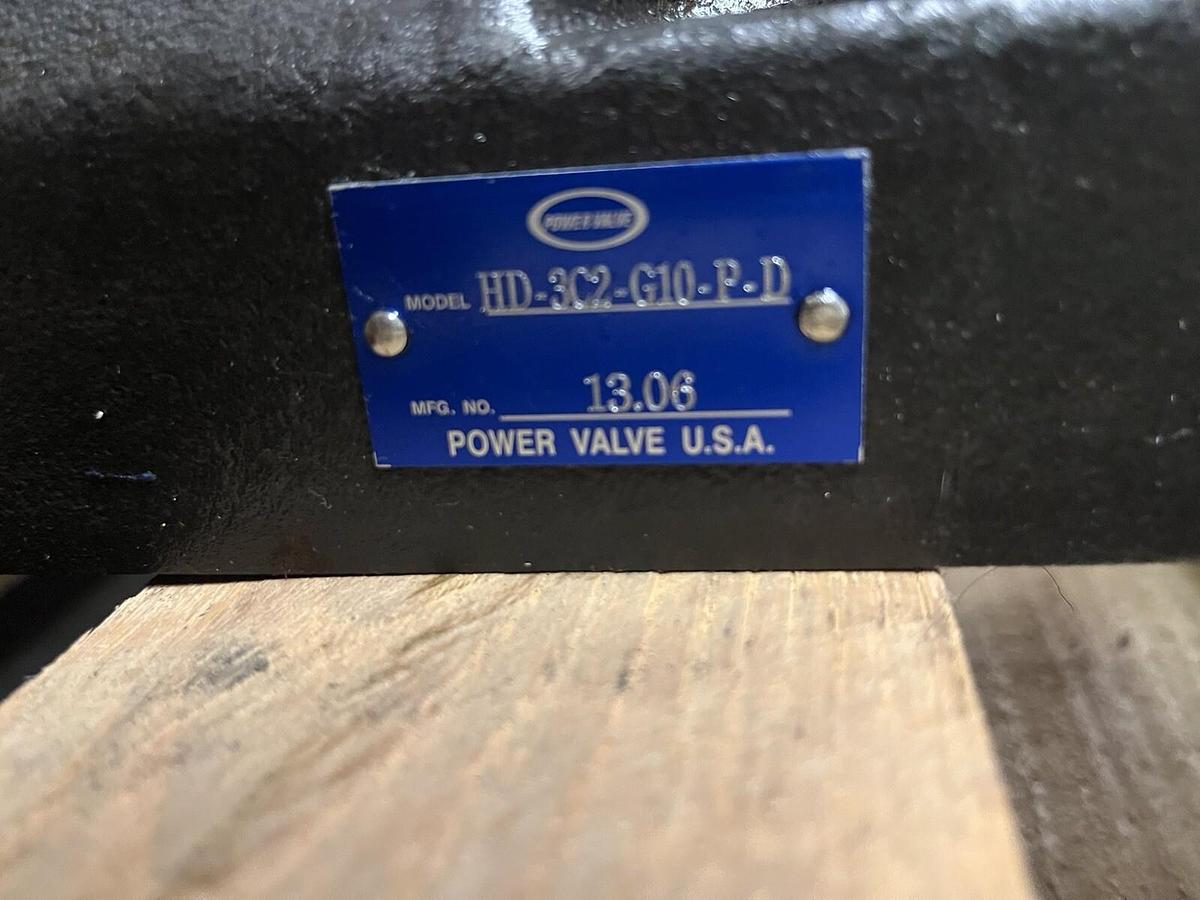 POWER VALVE
MODEL HD-3C2-G10-P-D
MFG. NO. 13.06
POWER VALVE U.S.A.